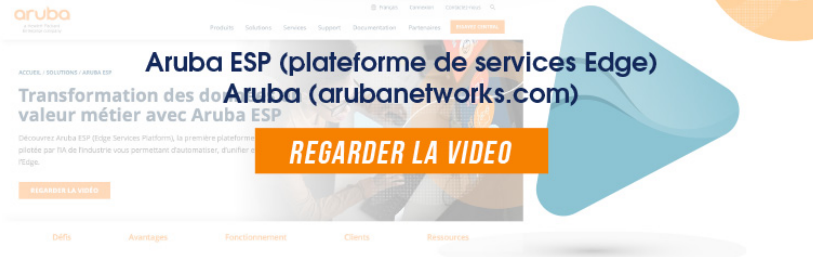 aruba
Français Connexion Contactez-nous
Produits Solutions Services Support Documentation Partenaires
ACCUEIL / SOLUTIONS / ARUBA ESP
Aruba ESP (plateforme de services Edge)
Transformation des
Aruba (arubanetworks.com)
valeur métier avec Aruba ESP
Découvrez Aruba ESP (Edge Services Platform), la première plateforme
pilotée par l'IA de l'industrie vous permettant d'automatiser, d'unifier
l'Edge.
REGARDER LA VIDEO
REGARDER LA VIDÉO
Défis Avantages Fonctionnement Clients Ressources